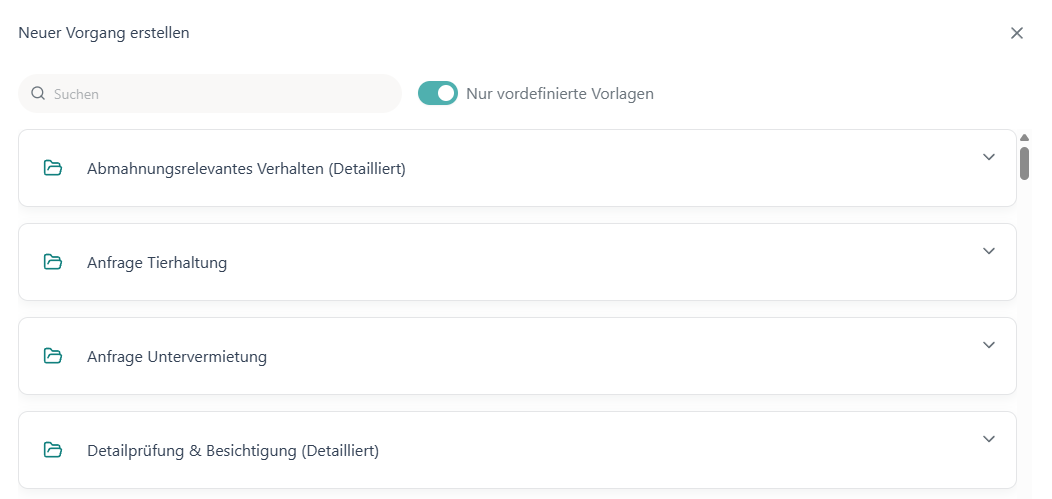 Neuer Vorgang erstellen
Suchen
Nur vordefinierte Vorlagen
Abmahnungsrelevantes Verhalten (Detailliert)
Anfrage Tierhaltung
Anfrage Untervermietung
Detailprüfung & Besichtigung (Detailliert)